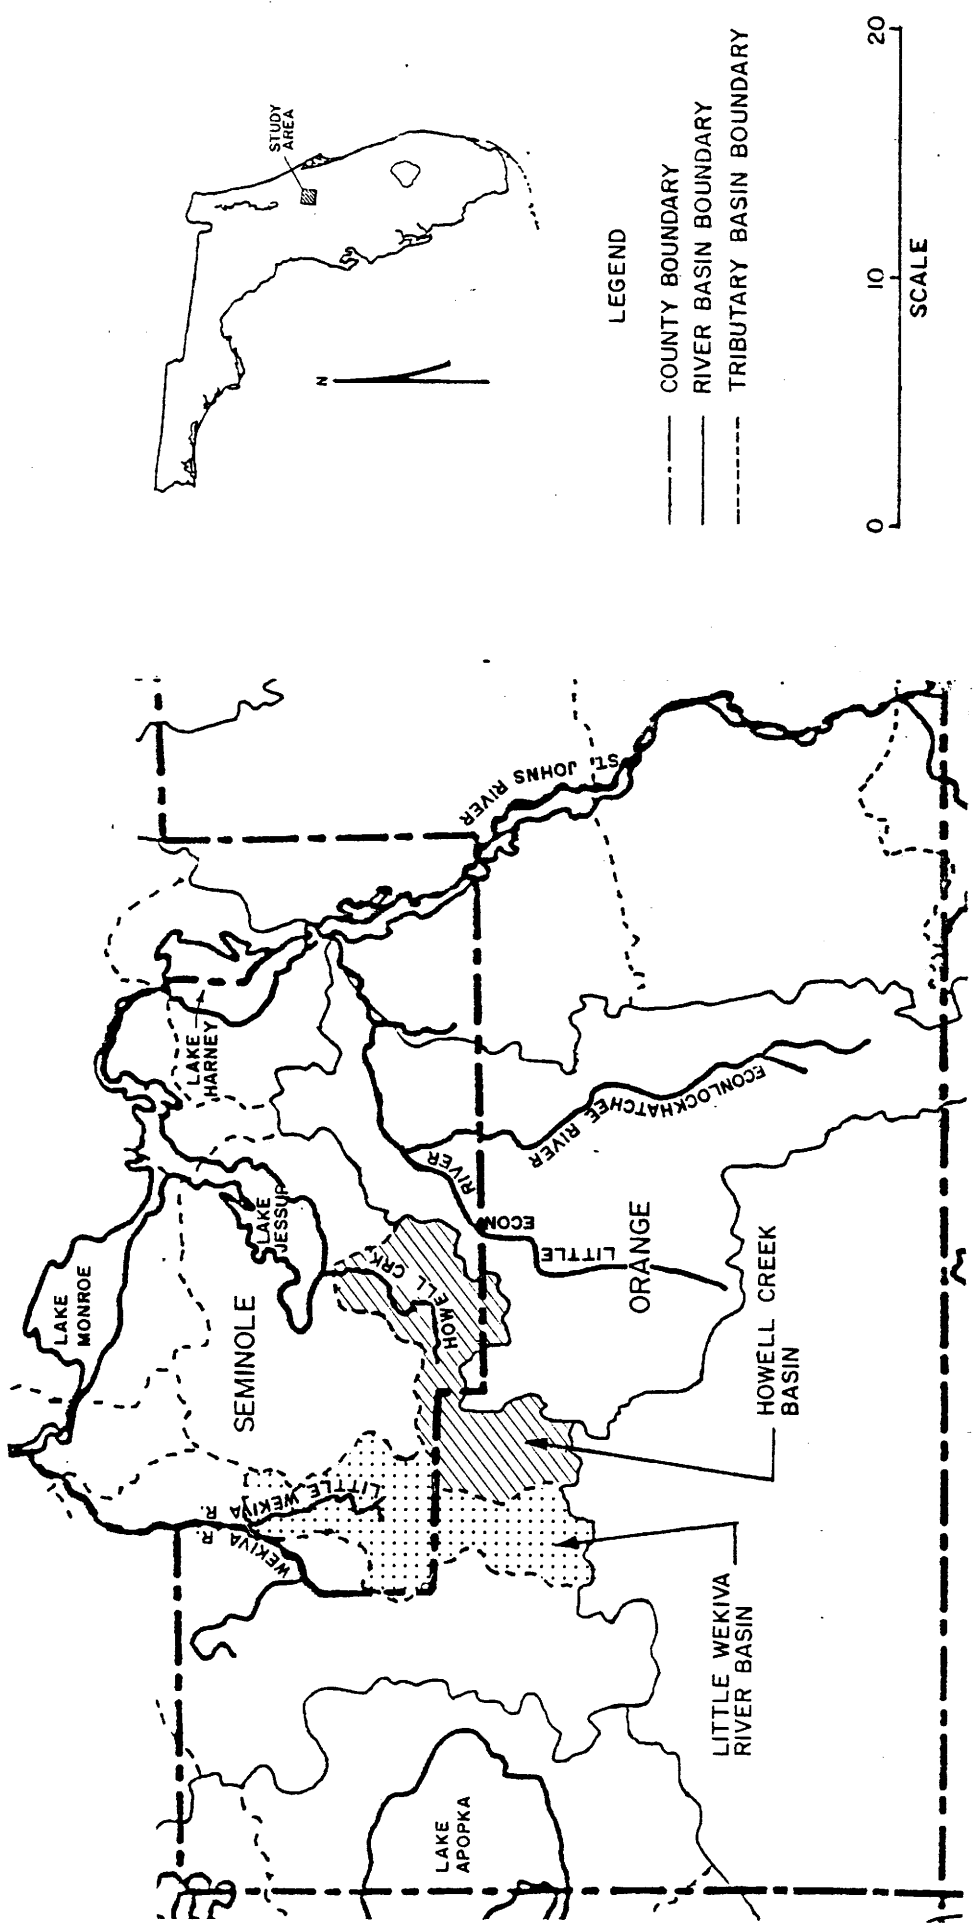 STUDY
AREA
N
LEGEND
COUNTY BOUNDARY
RIVER BASIN BOUNDARY
TRIBUTARY BASIN BOUNDARY
0
10
20
SCALE
LAKE
MONROE
SEMINOLE
LAKE
JESSUP
LAKE
HARNEY
ST. JOHNS RIVER
WEKIVA R.
LITTLE WEKIVA R.
HOWELL CRK.
LITTLE ECON RIVER
ECONLOCKHATCHEE RIVER
ORANGE
LAKE
APOPKA
LITTLE WEKIVA
RIVER BASIN
HOWELL CREEK
BASIN